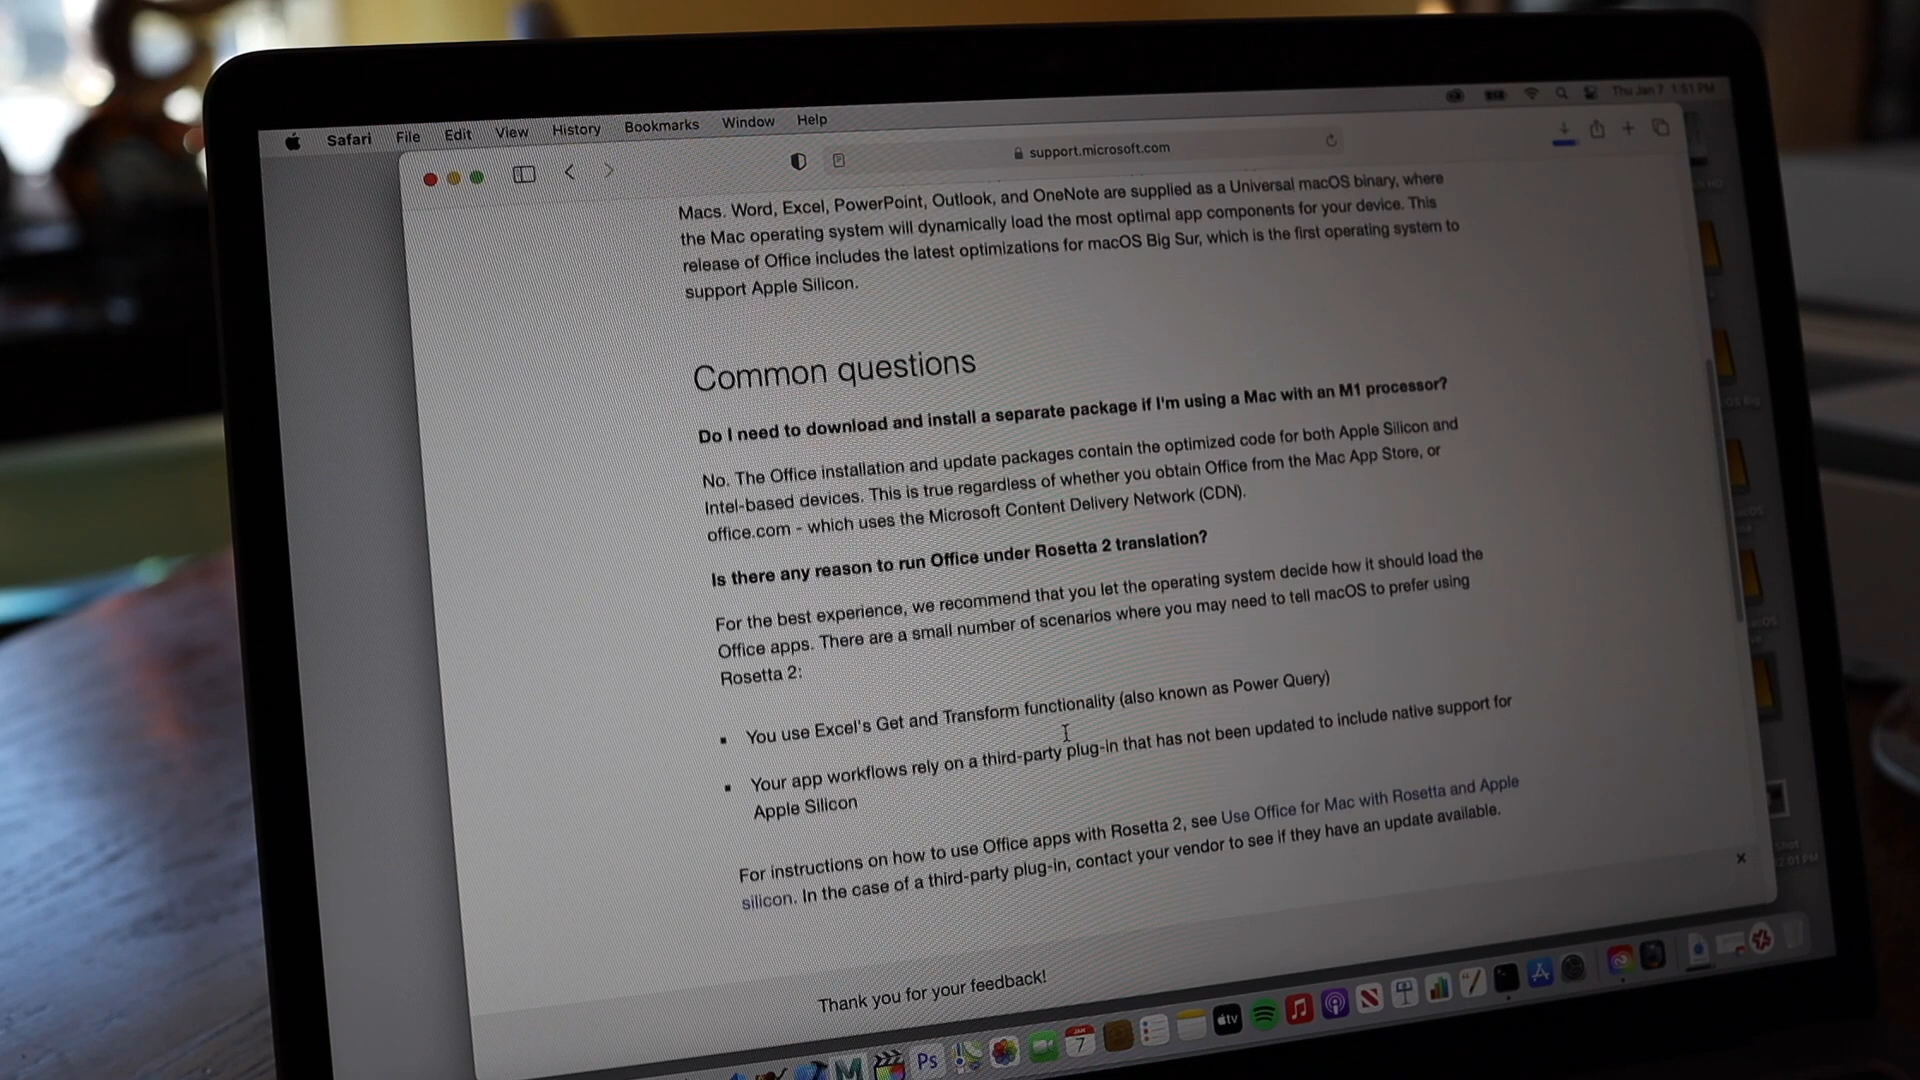 Safari File Edit View History Bookmarks Window Help
Thu Jan 7 1:51 PM
support.microsoft.com
Macs. Word, Excel, PowerPoint, Outlook, and OneNote are supplied as a Universal macOS binary, where
the Mac operating system will dynamically load the most optimal app components for your device. This
release of Office includes the latest optimizations for macOS Big Sur, which is the first operating system to
support Apple Silicon.
Common questions
Do I need to download and install a separate package if I'm using a Mac with an M1 processor?
No. The Office installation and update packages contain the optimized code for both Apple Silicon and
Intel-based devices. This is true regardless of whether you obtain Office from the Mac App Store, or
office.com - which uses the Microsoft Content Delivery Network (CDN).
Is there any reason to run Office under Rosetta 2 translation?
For the best experience, we recommend that you let the operating system decide how it should load the
Office apps. There are a small number of scenarios where you may need to tell macOS to prefer using
Rosetta 2:
▪ You use Excel's Get and Transform functionality (also known as Power Query)
▪ Your app workflows rely on a third-party plug-in that has not been updated to include native support for
Apple Silicon
For instructions on how to use Office apps with Rosetta 2, see Use Office for Mac with Rosetta and Apple
silicon. In the case of a third-party plug-in, contact your vendor to see if they have an update available.
Thank you for your feedback!
Ps
JAN
7
tv